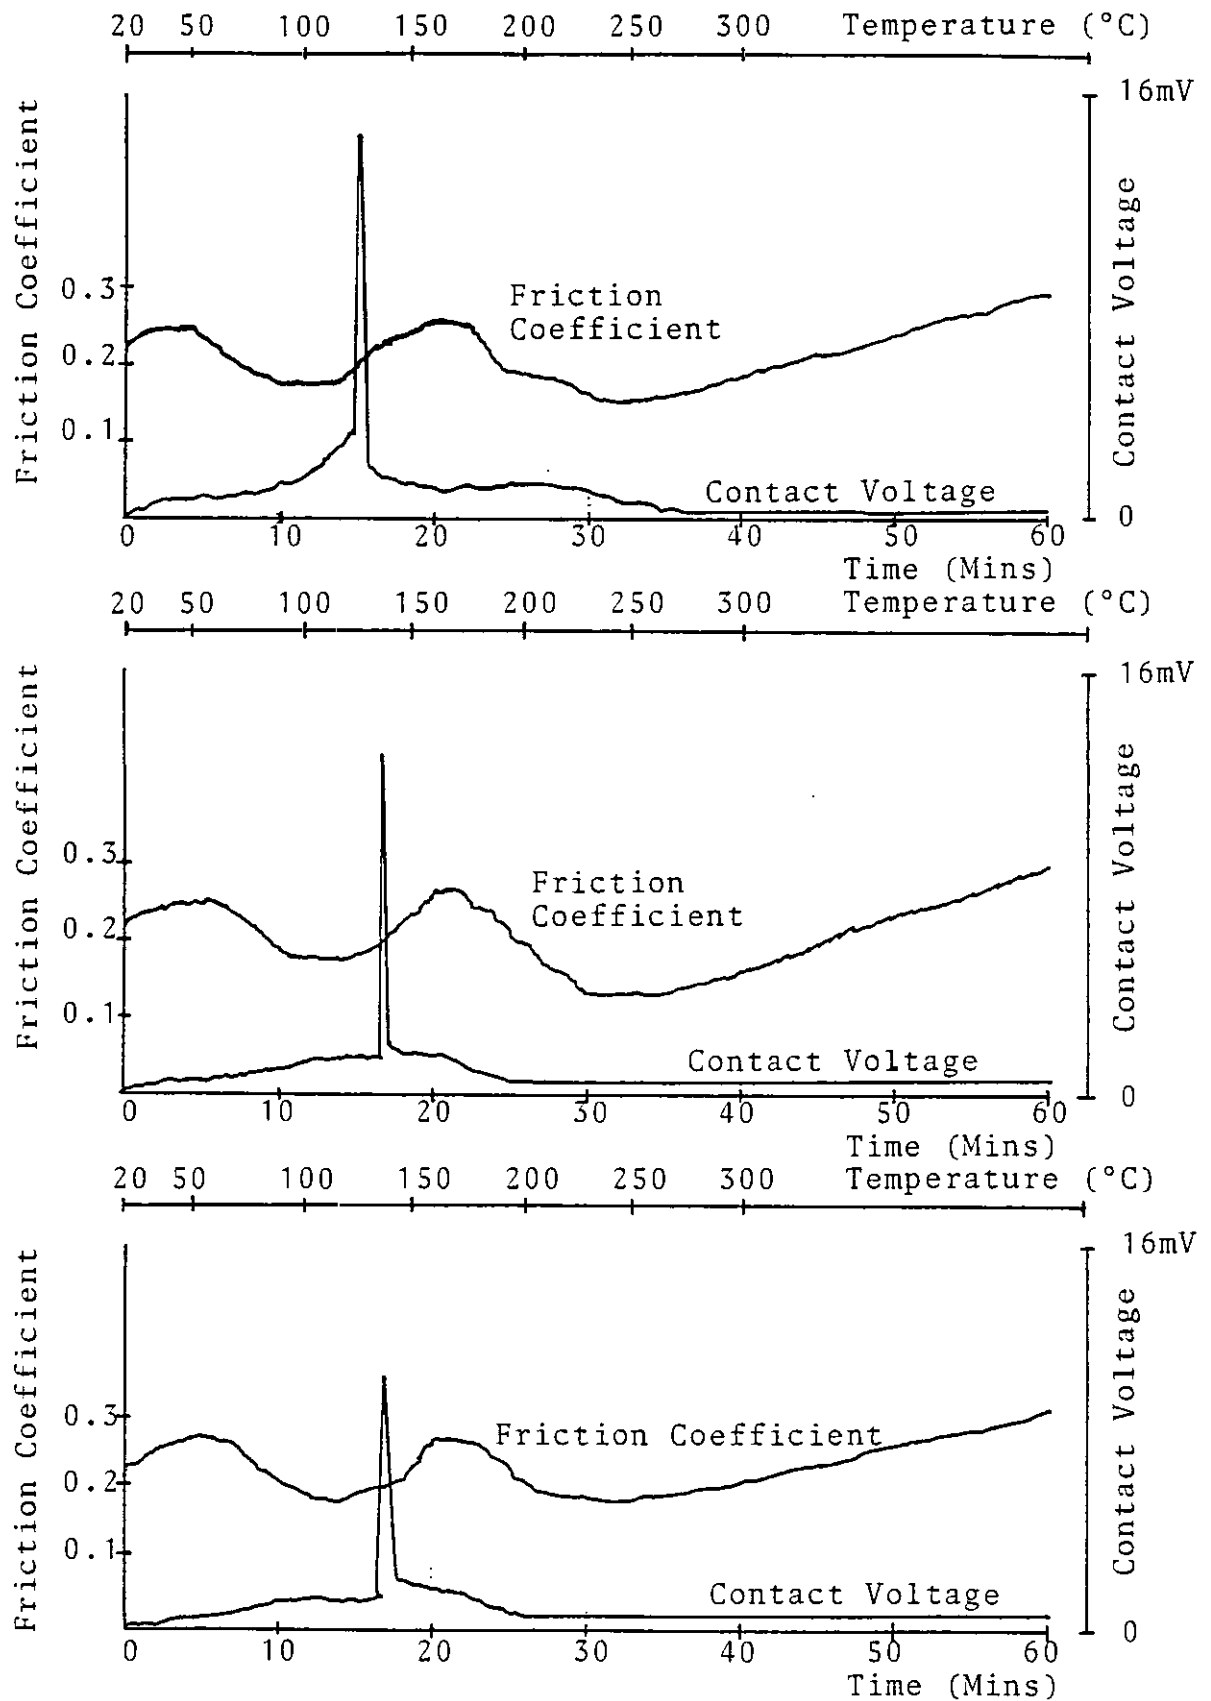 20 50 100 150 200 250 300 Temperature (°C)
16mV
Friction Coefficient
0.3
0.2
0.1
Friction
Coefficient
Contact Voltage
Contact Voltage
0
0 10 20 30 40 50 60
Time (Mins)
20 50 100 150 200 250 300 Temperature (°C)
16mV
Friction Coefficient
0.3
0.2
0.1
Friction
Coefficient
Contact Voltage
Contact Voltage
0
0 10 20 30 40 50 60
Time (Mins)
20 50 100 150 200 250 300 Temperature (°C)
16mV
Friction Coefficient
0.3
0.2
0.1
Friction Coefficient
Contact Voltage
Contact Voltage
0
0 10 20 30 40 50 60
Time (Mins)